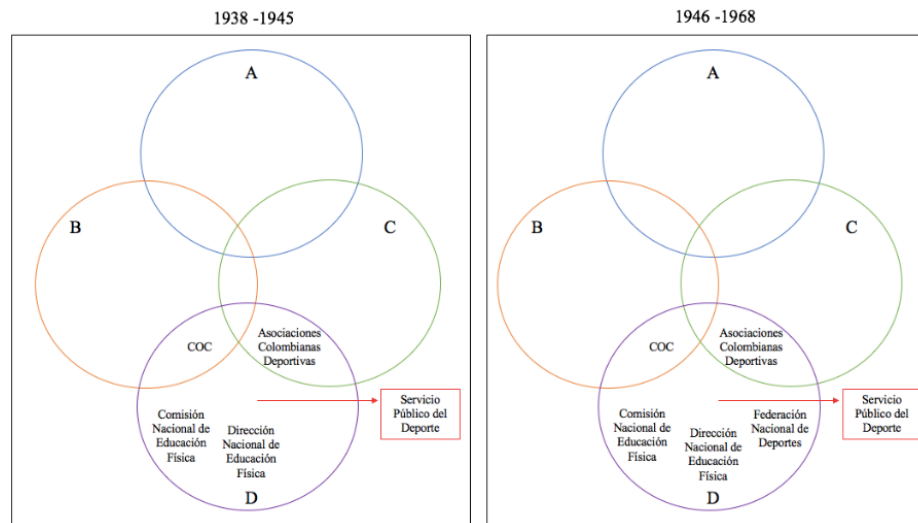 1938 -1945
A
B
C
COC
Asociaciones
Colombianas
Deportivas
Servicio
Público del
Deporte
Comisión
Nacional de
Educación
Física
Dirección
Nacional de
Educación
Física
D
1946 -1968
A
B
C
COC
Asociaciones
Colombianas
Deportivas
Servicio
Público del
Deporte
Comisión
Nacional de
Educación
Física
Dirección
Nacional de
Educación
Física
Federación
Nacional de
Deportes
D